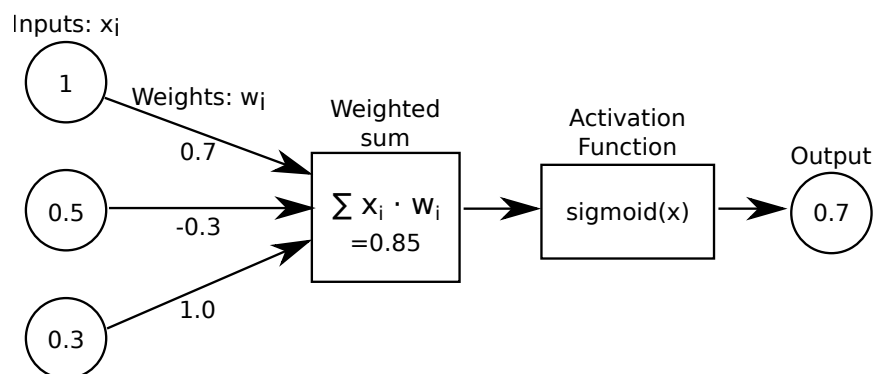 Inputs: xi
1
Weights: wi
0.7
0.5
-0.3
0.3
1.0
Weighted
sum
∑ xi · wi
=0.85
Activation
Function
sigmoid(x)
Output
0.7